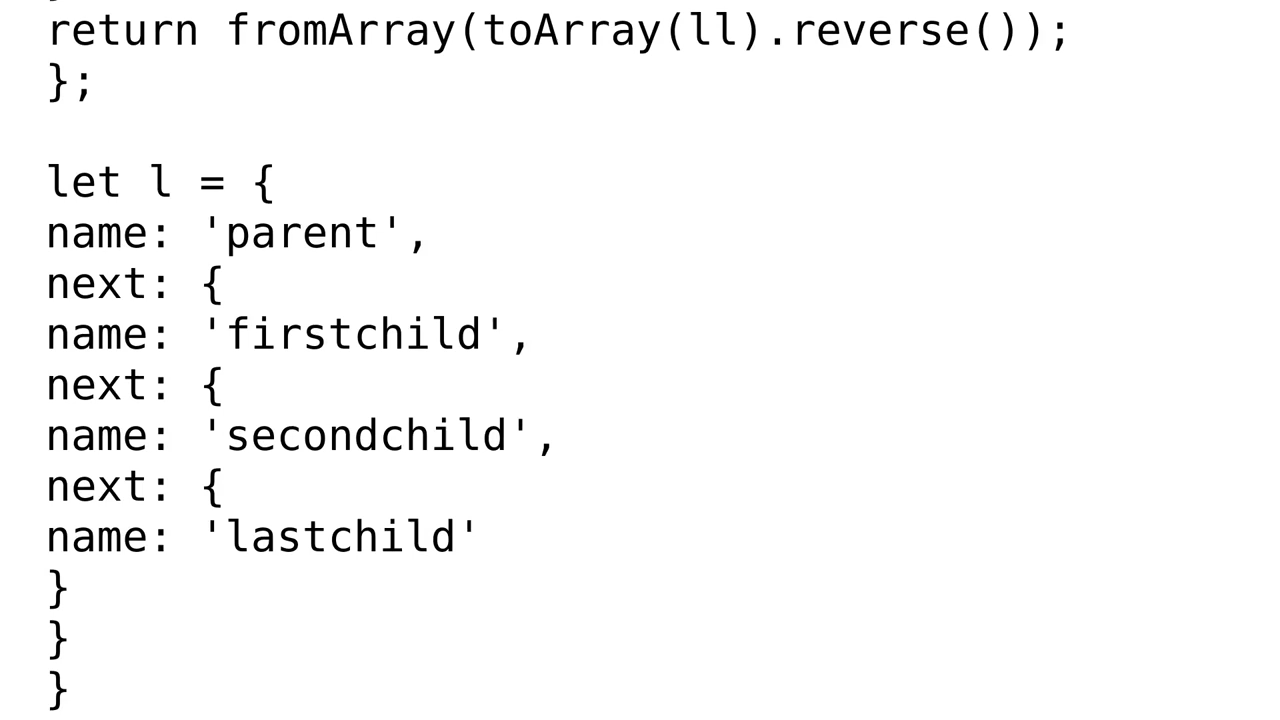 return fromArray(toArray(ll).reverse());
};

let l = {
name: 'parent',
next: {
name: 'firstchild',
next: {
name: 'secondchild',
next: {
name: 'lastchild'
}
}
}